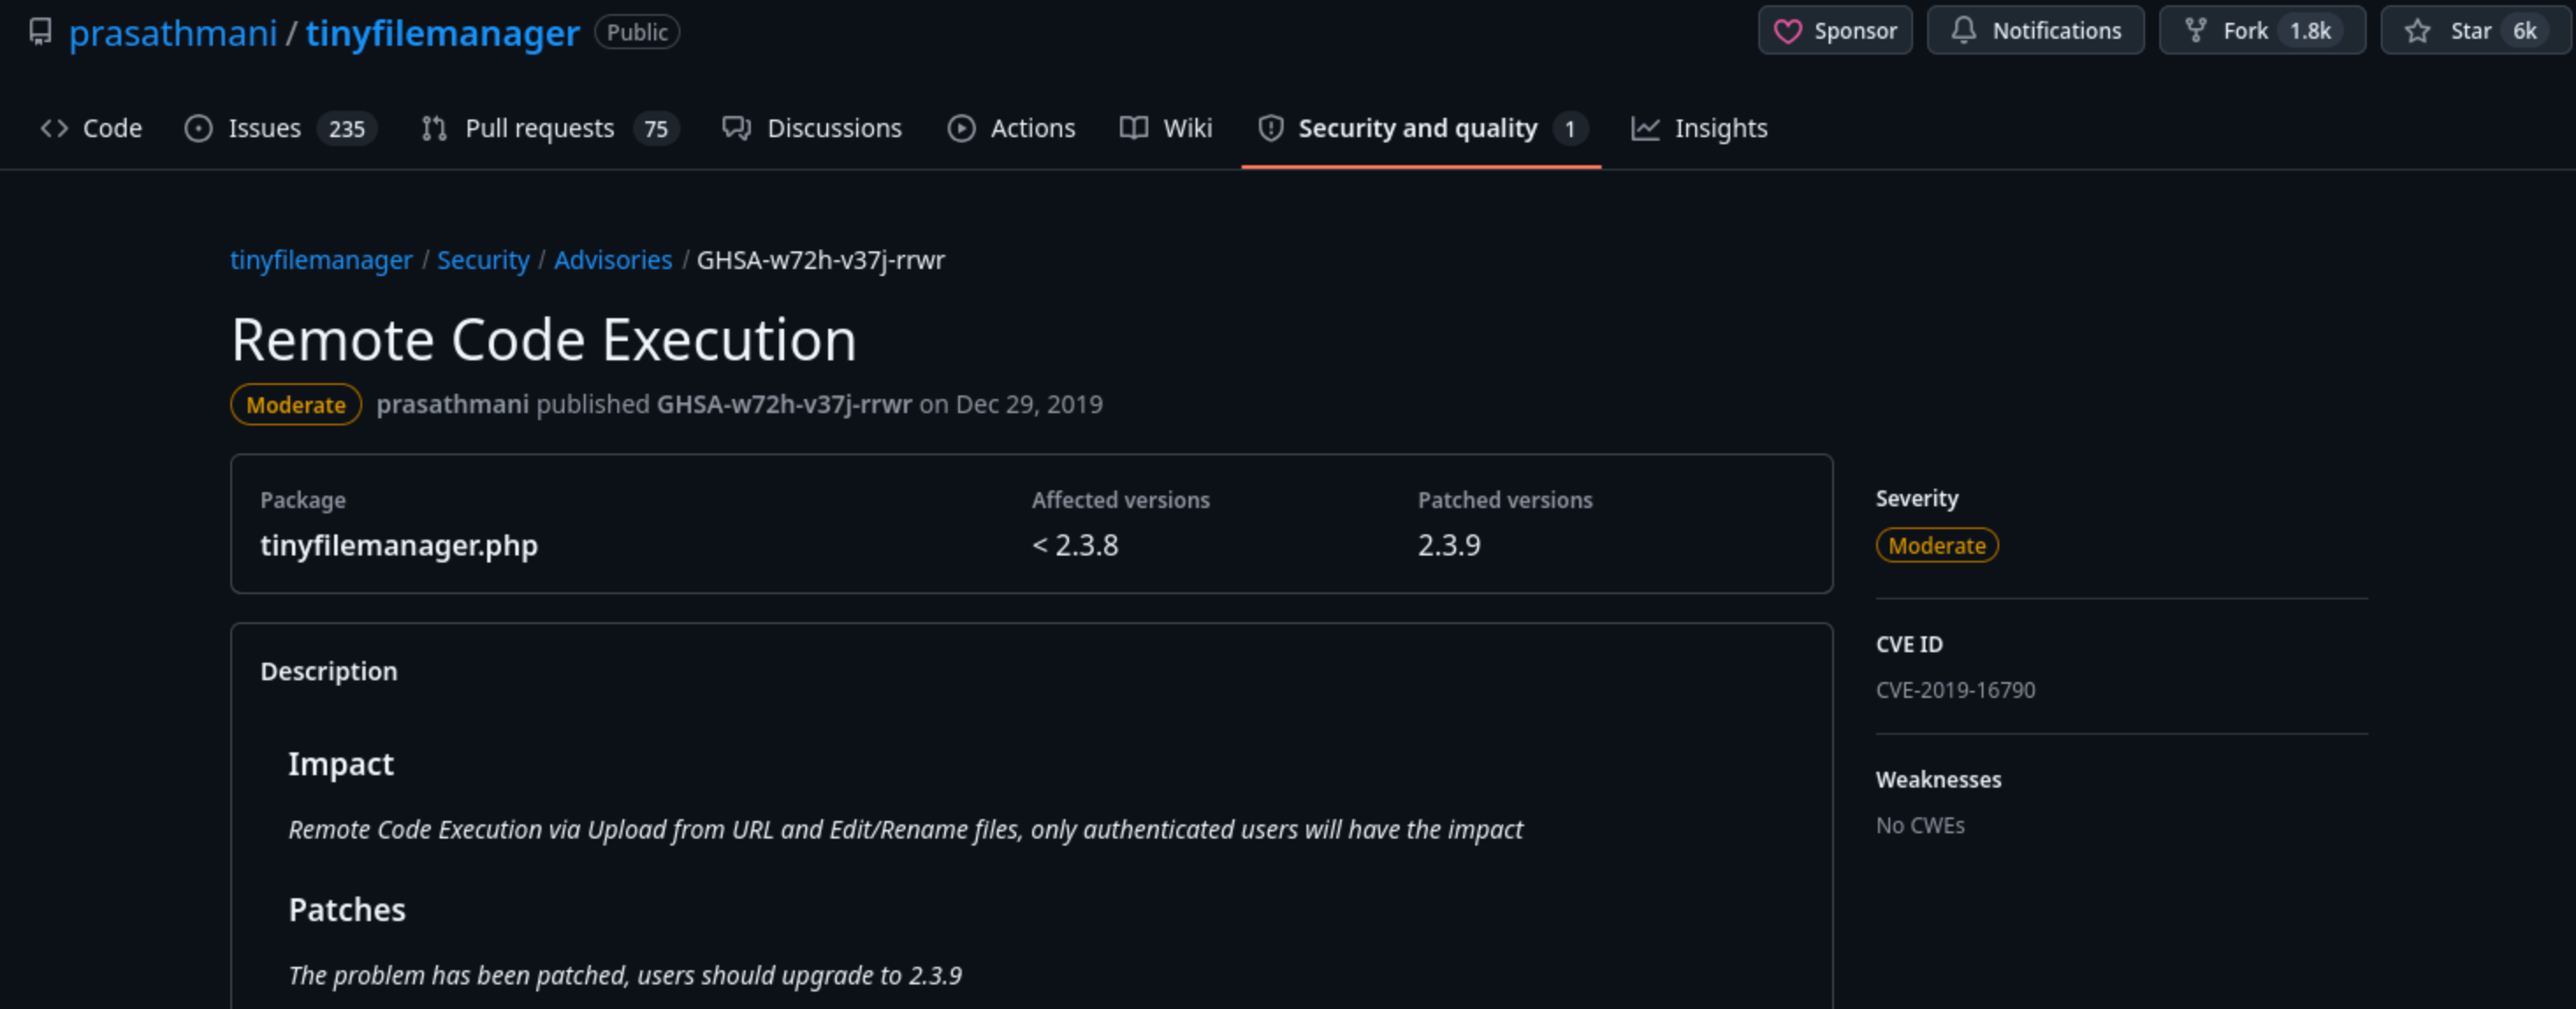 prasathmani / tinyfilemanager Public Sponsor Notifications Fork 1.8k Star 6k
Code Issues 235 Pull requests 75 Discussions Actions Wiki Security and quality 1 Insights
tinyfilemanager / Security / Advisories / GHSA-w72h-v37j-rrwr
Remote Code Execution
Moderate prasathmani published GHSA-w72h-v37j-rrwr on Dec 29, 2019
Package Affected versions Patched versions
tinyfilemanager.php < 2.3.8 2.3.9
Severity
Moderate
CVE ID
CVE-2019-16790
Weaknesses
No CWEs
Description
Impact
Remote Code Execution via Upload from URL and Edit/Rename files, only authenticated users will have the impact
Patches
The problem has been patched, users should upgrade to 2.3.9